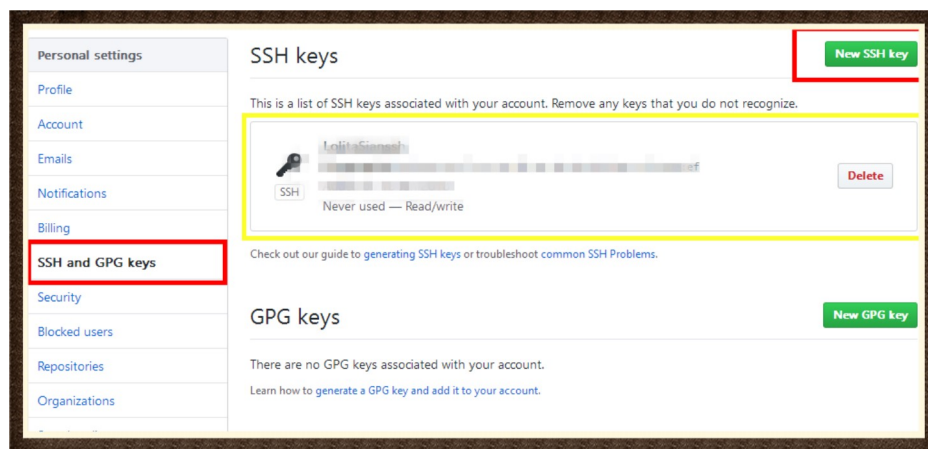 Personal settings
Profile
Account
Emails
Notifications
Billing
SSH and GPG keys
Security
Blocked users
Repositories
Organizations
SSH keys
New SSH key
This is a list of SSH keys associated with your account. Remove any keys that you do not recognize.
SSH
Never used — Read/write
Delete
Check out our guide to generating SSH keys or troubleshoot common SSH Problems.
GPG keys
New GPG key
There are no GPG keys associated with your account.
Learn how to generate a GPG key and add it to your account.